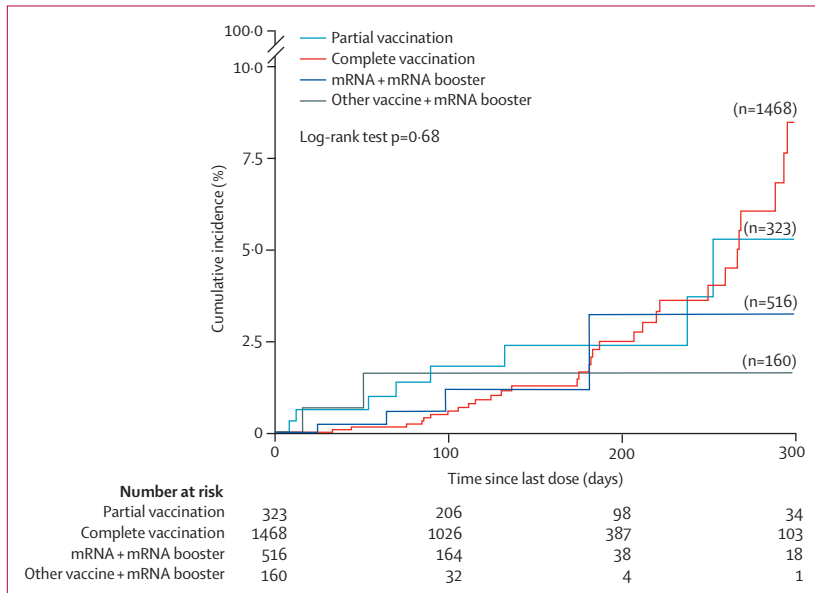 100·0
10·0
7·5
5·0
2·5
0
Cumulative incidence (%)
Partial vaccination
Complete vaccination
mRNA + mRNA booster
Other vaccine + mRNA booster
Log-rank test p=0·68
(n=1468)
(n=323)
(n=516)
(n=160)
0 100 200 300
Time since last dose (days)
Number at risk
Partial vaccination 323 206 98 34
Complete vaccination 1468 1026 387 103
mRNA + mRNA booster 516 164 38 18
Other vaccine + mRNA booster 160 32 4 1